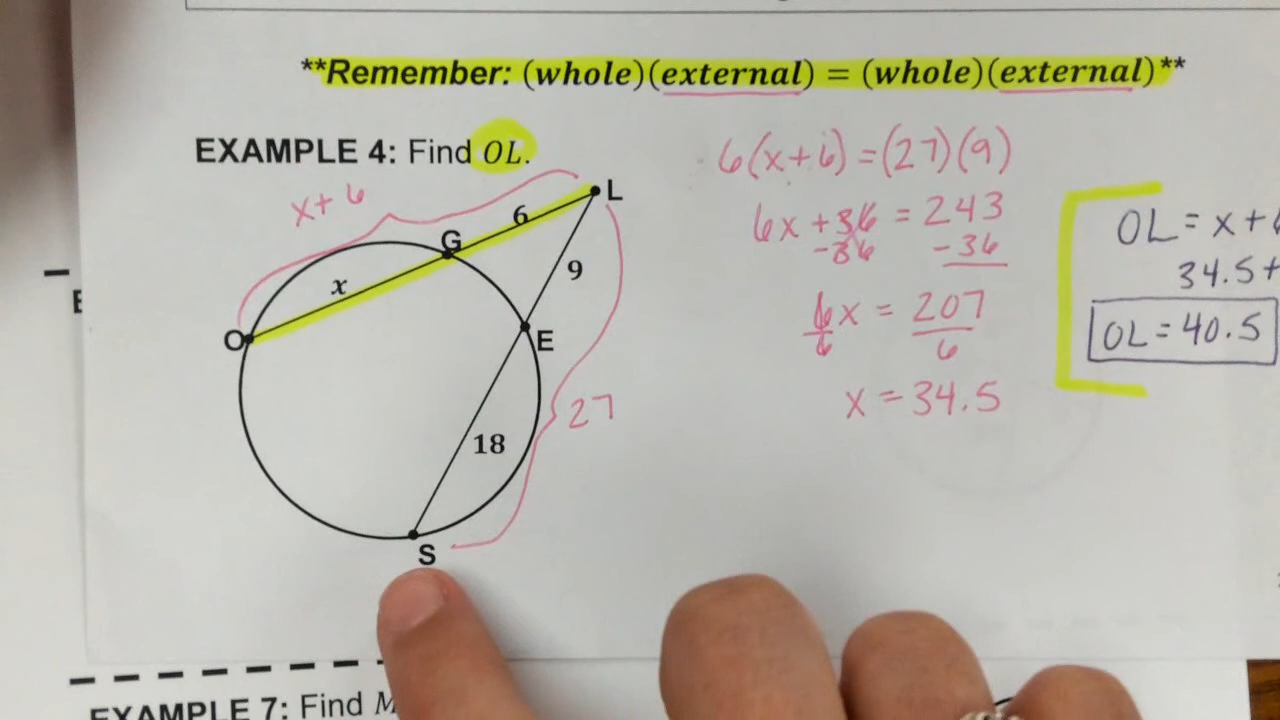 **Remember: (whole)(external) = (whole)(external)**
EXAMPLE 4: Find OL.
x + 6
L
6
G
x
9
O
E
27
18
S
6(x+6) = (27)(9)
6x + 36 = 243
-36 -36
6x = 207
6 6
x = 34.5
OL = x +
34.5 +
OL = 40.5
EXAMPLE 7: Find M